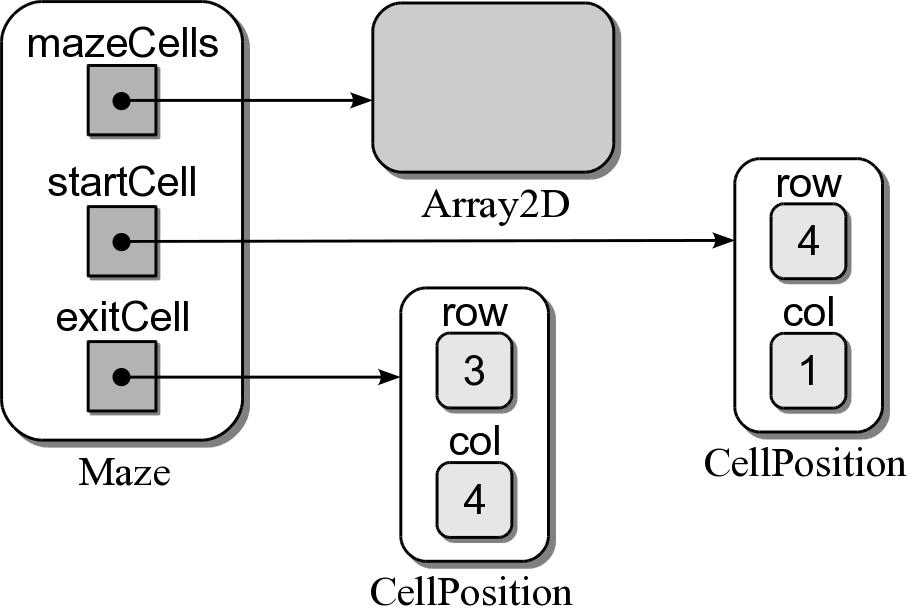 mazeCells
startCell
exitCell
Maze
Array2D
row
4
col
1
CellPosition
row
3
col
4
CellPosition